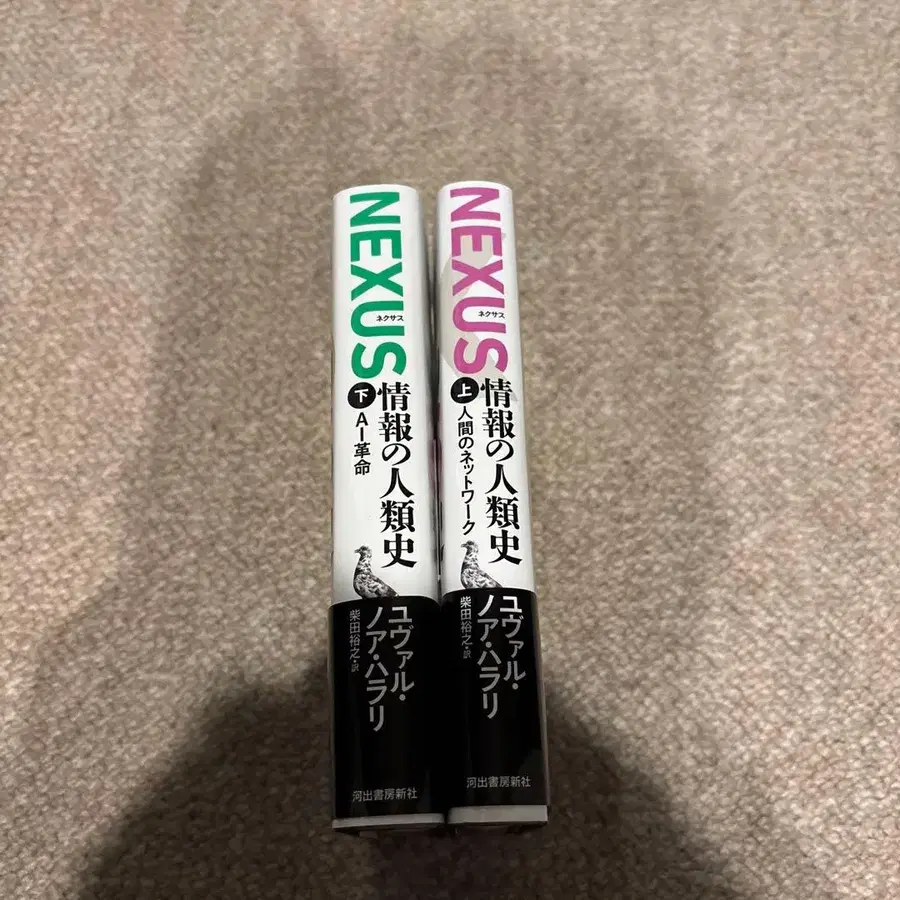 NEXUS
ネクサス
情報の人類史
下
AI革命
ユヴァル・
ノア・ハラリ
柴田裕之・訳
河出書房新社
NEXUS
ネクサス
情報の人類史
上
人間のネットワーク
ユヴァル・
ノア・ハラリ
柴田裕之・訳
河出書房新社